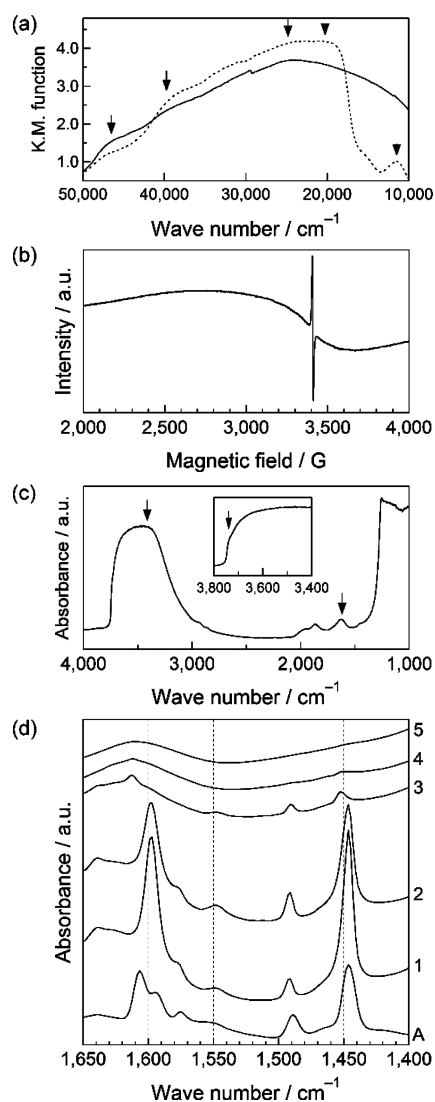 (a)
K.M. function
4.0
3.0
2.0
1.0
50,000 40,000 30,000 20,000 10,000
Wave number / cm⁻¹
(b)
Intensity / a.u.
2,000 2,500 3,000 3,500 4,000
Magnetic field / G
(c)
Absorbance / a.u.
3,800 3,600 3,400
4,000 3,000 2,000 1,000
Wave number / cm⁻¹
(d)
Absorbance / a.u.
5
4
3
2
1
A
1,650 1,600 1,550 1,500 1,450 1,400
Wave number / cm⁻¹